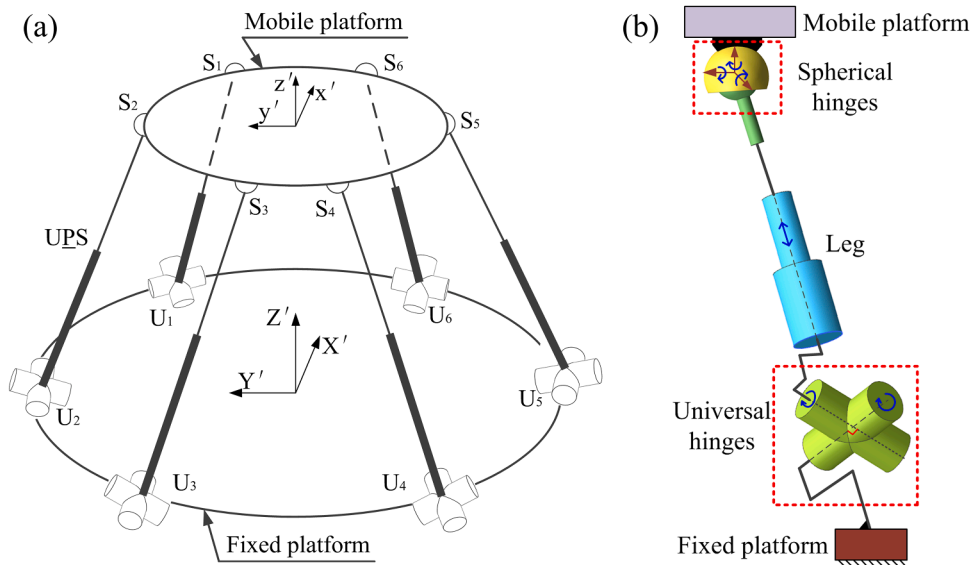 (a)
Mobile platform
S1
S6
z′
x′
y′
S2
S5
S3
S4
UPS
U1
U6
Z′
X′
Y′
U2
U5
U3
U4
Fixed platform
(b)
Mobile platform
Spherical
hinges
Leg
Universal
hinges
Fixed platform